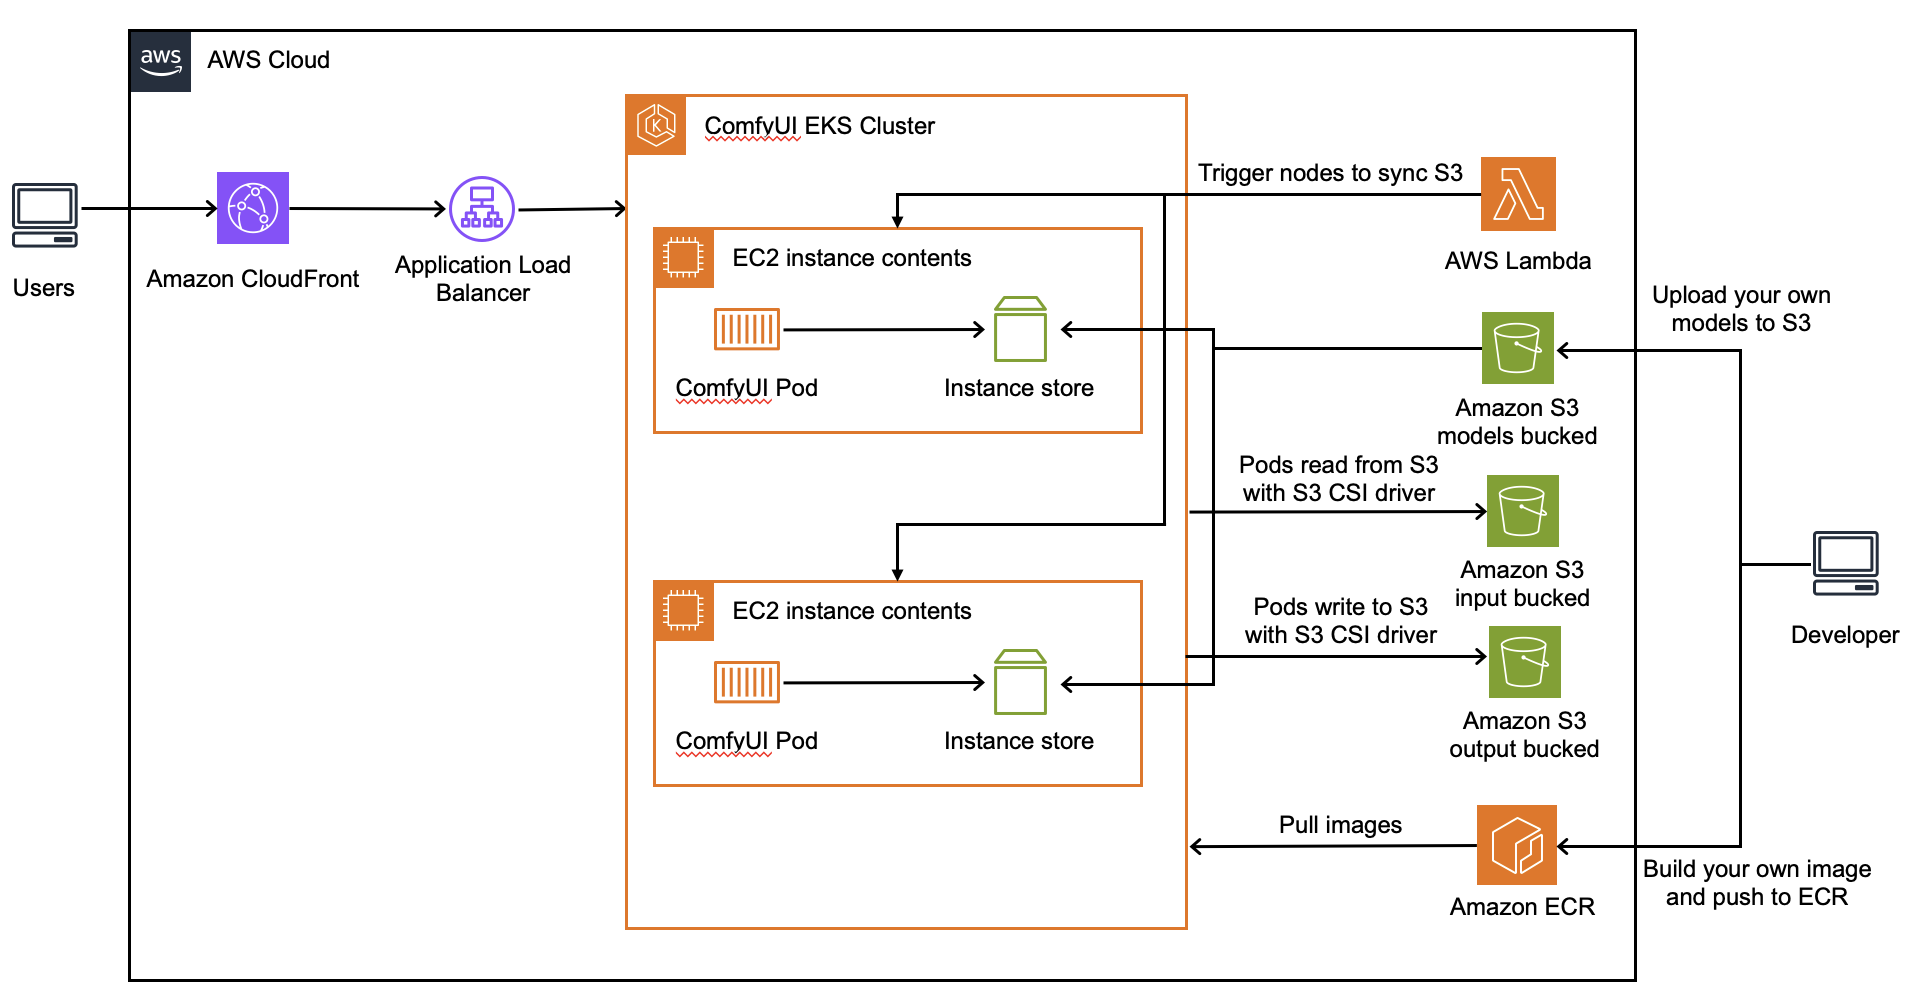 aws
AWS Cloud
ComfyUI EKS Cluster
Trigger nodes to sync S3
AWS Lambda
Users
Amazon CloudFront
Application Load
Balancer
EC2 instance contents
ComfyUI Pod
Instance store
Upload your own
models to S3
Amazon S3
models bucked
Pods read from S3
with S3 CSI driver
Amazon S3
input bucked
EC2 instance contents
ComfyUI Pod
Instance store
Pods write to S3
with S3 CSI driver
Amazon S3
output bucked
Developer
Pull images
Amazon ECR
Build your own image
and push to ECR
K